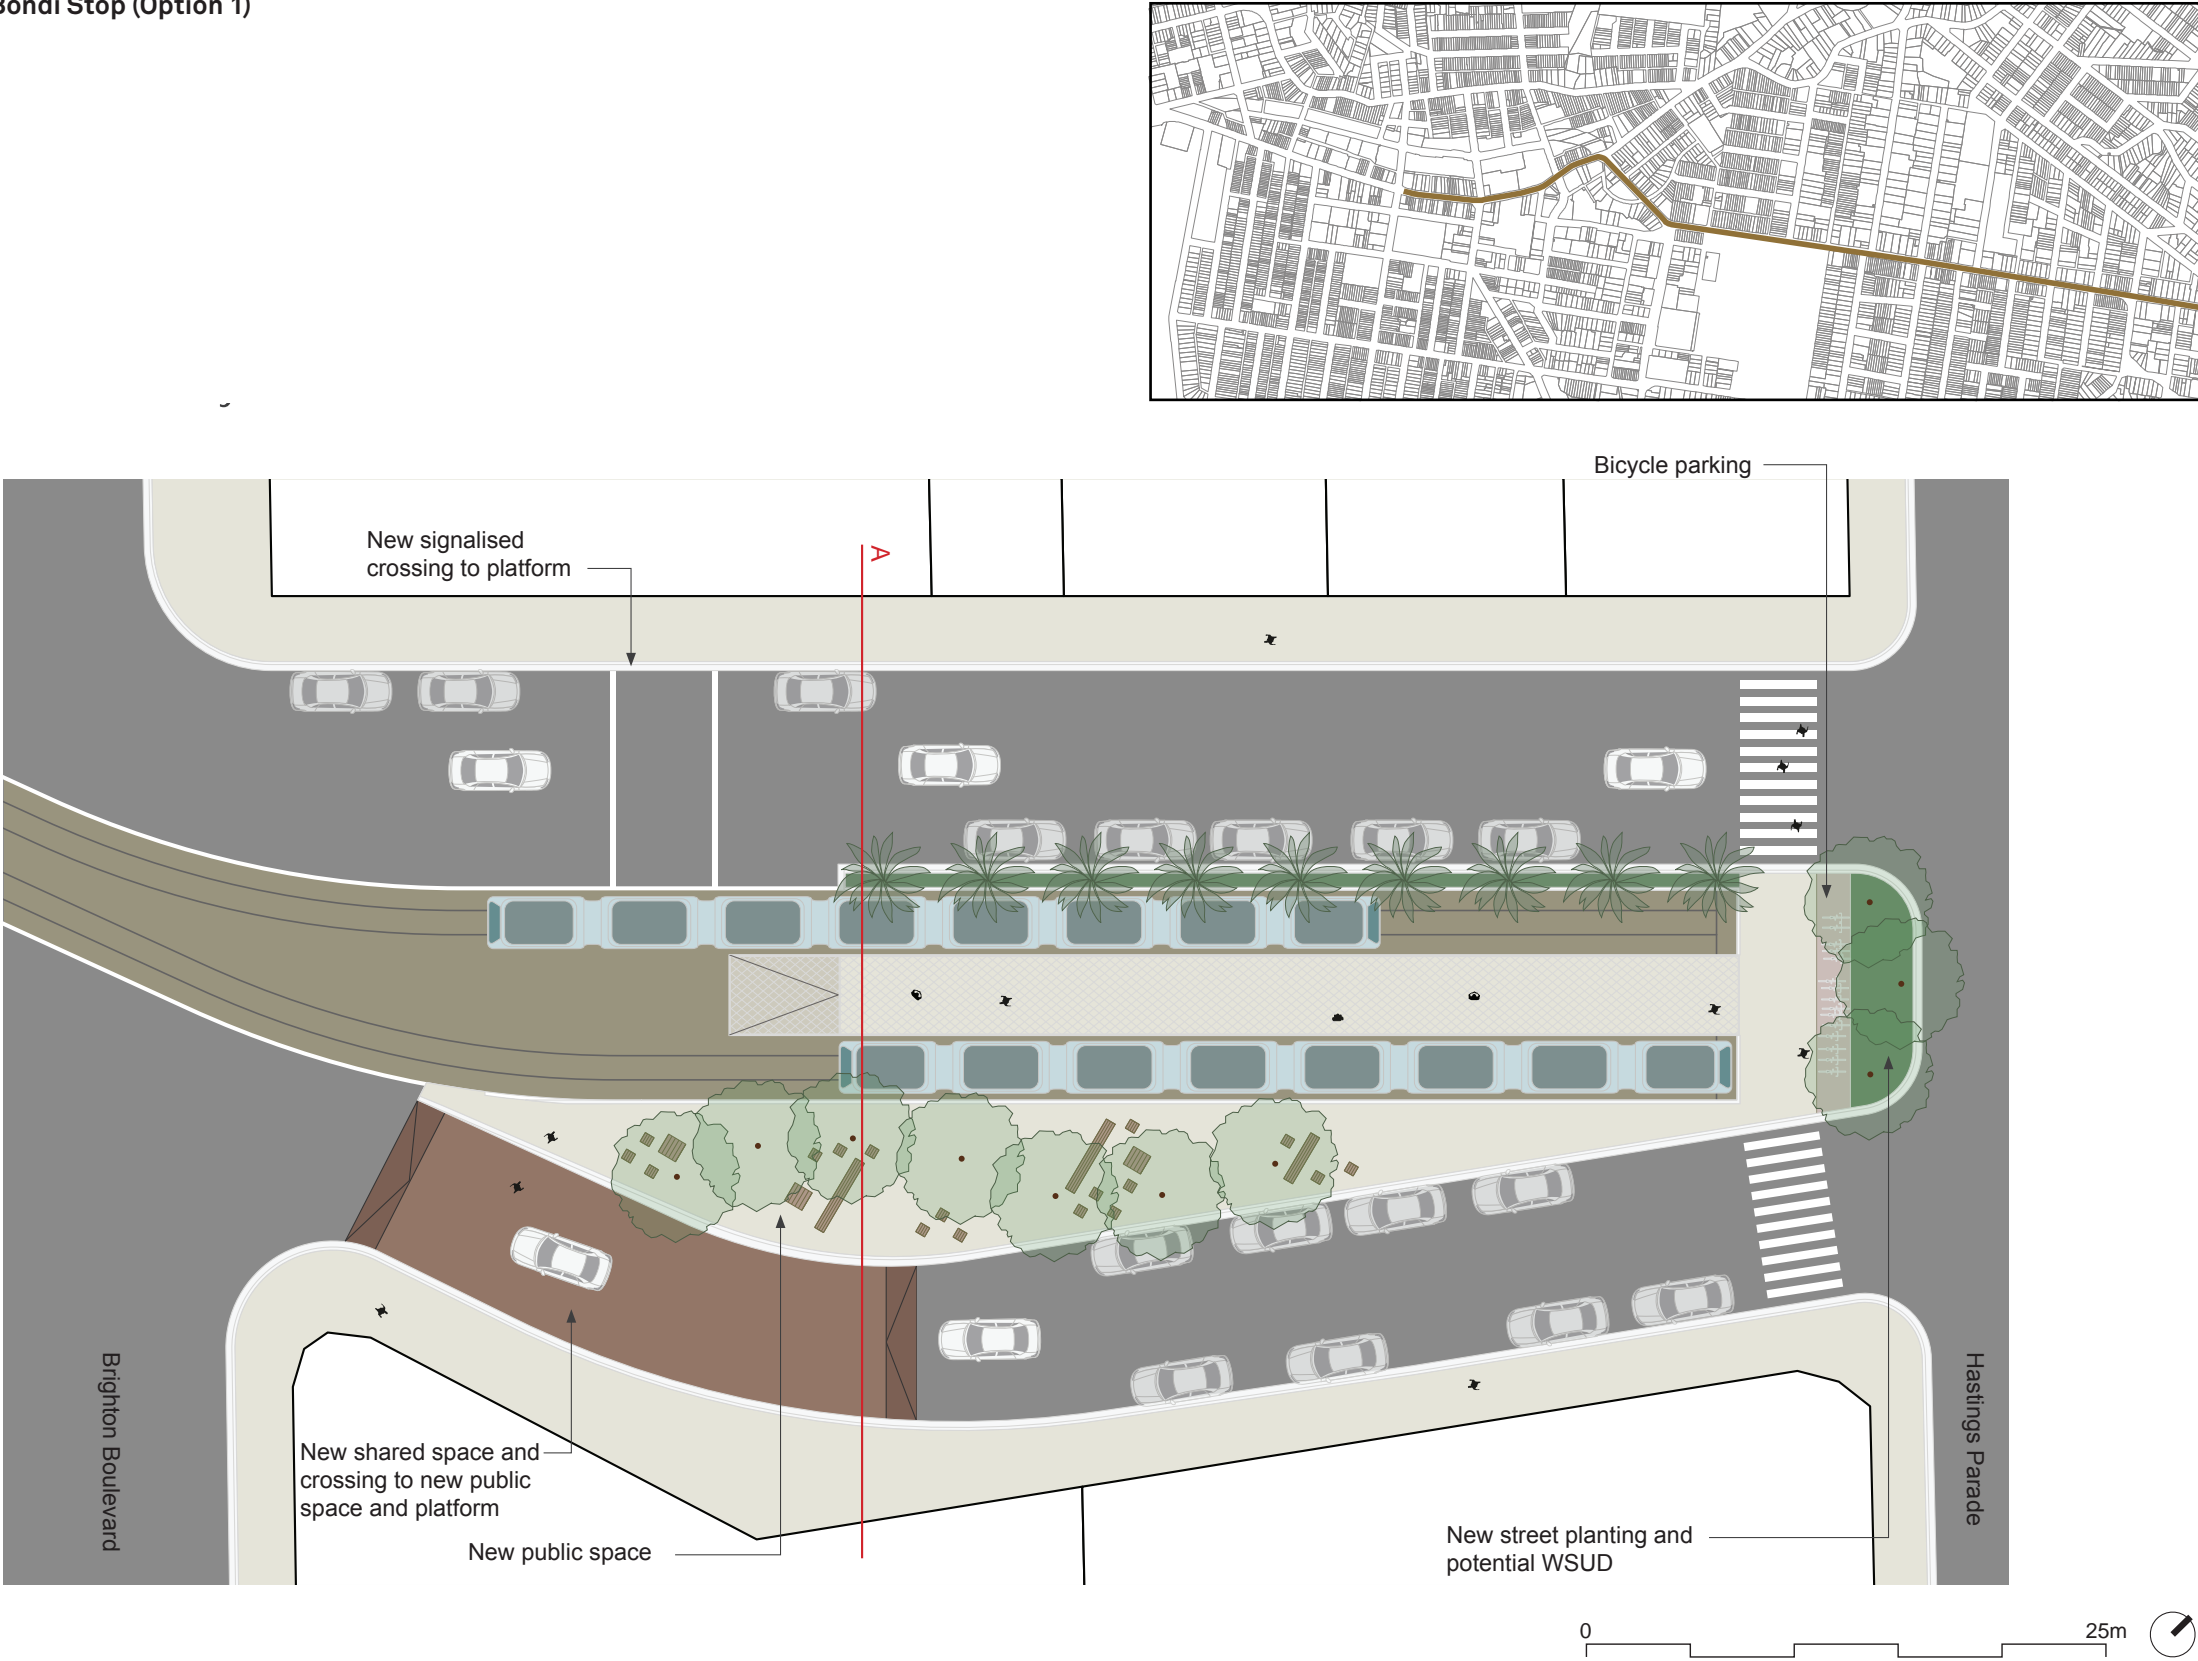 Bondi Stop (Option 1)
Bicycle parking
New signalised
crossing to platform
A
Brighton Boulevard
Hastings Parade
New shared space and
crossing to new public
space and platform
New public space
New street planting and
potential WSUD
0
25m